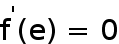 f'(e) = 0